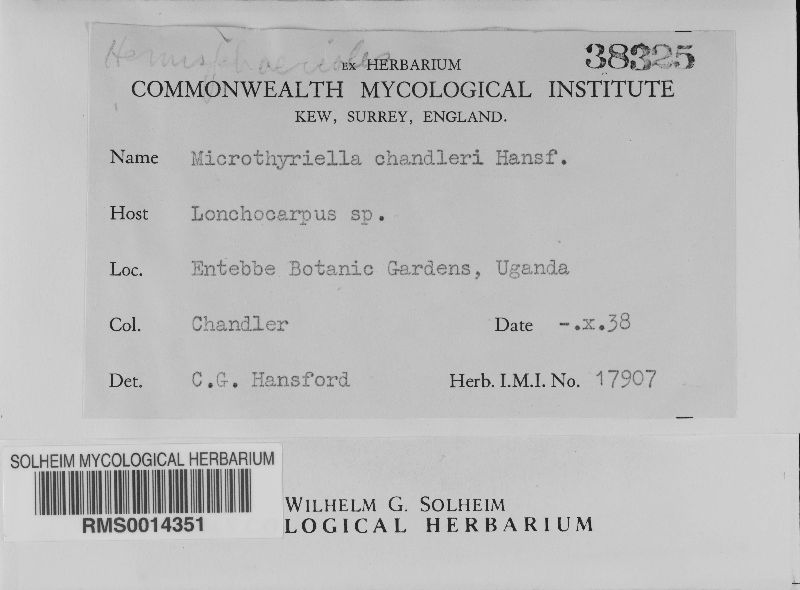 Hemisphaeriales
38325
EX HERBARIUM
COMMONWEALTH MYCOLOGICAL INSTITUTE
KEW, SURREY, ENGLAND.
Name Microthyriella chandleri Hansf.
Host Lonchocarpus sp.
Loc. Entebbe Botanic Gardens, Uganda
Col. Chandler Date -.x.38
Det. C.G. Hansford Herb. I.M.I. No. 17907
SOLHEIM MYCOLOGICAL HERBARIUM
RMS0014351
WILHELM G. SOLHEIM
LOGICAL HERBARIUM